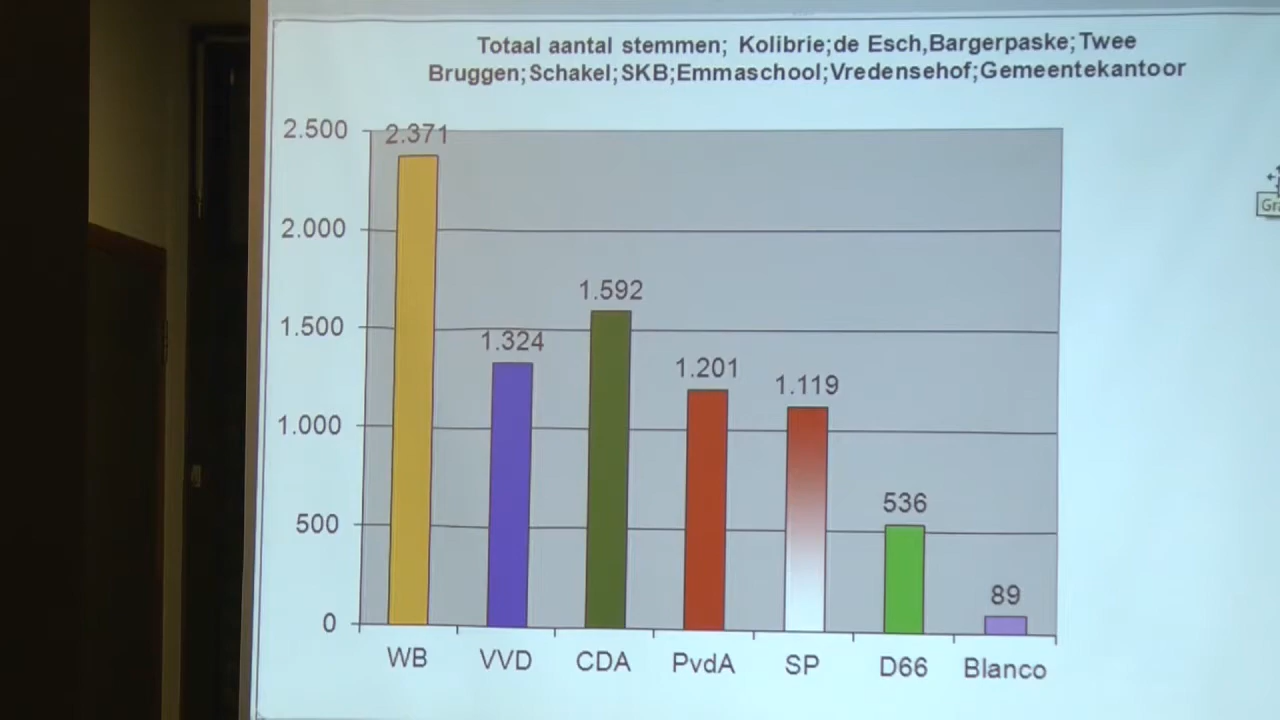 Totaal aantal stemmen; Kolibrie;de Esch,Bargerpaske;Twee
Bruggen;Schakel;SKB;Emmaschool;Vredensehof;Gemeentekantoor
2.500
2.000
1.500
1.000
500
0
2.371
1.324
1.592
1.201
1.119
536
89
WB
VVD
CDA
PvdA
SP
D66
Blanco